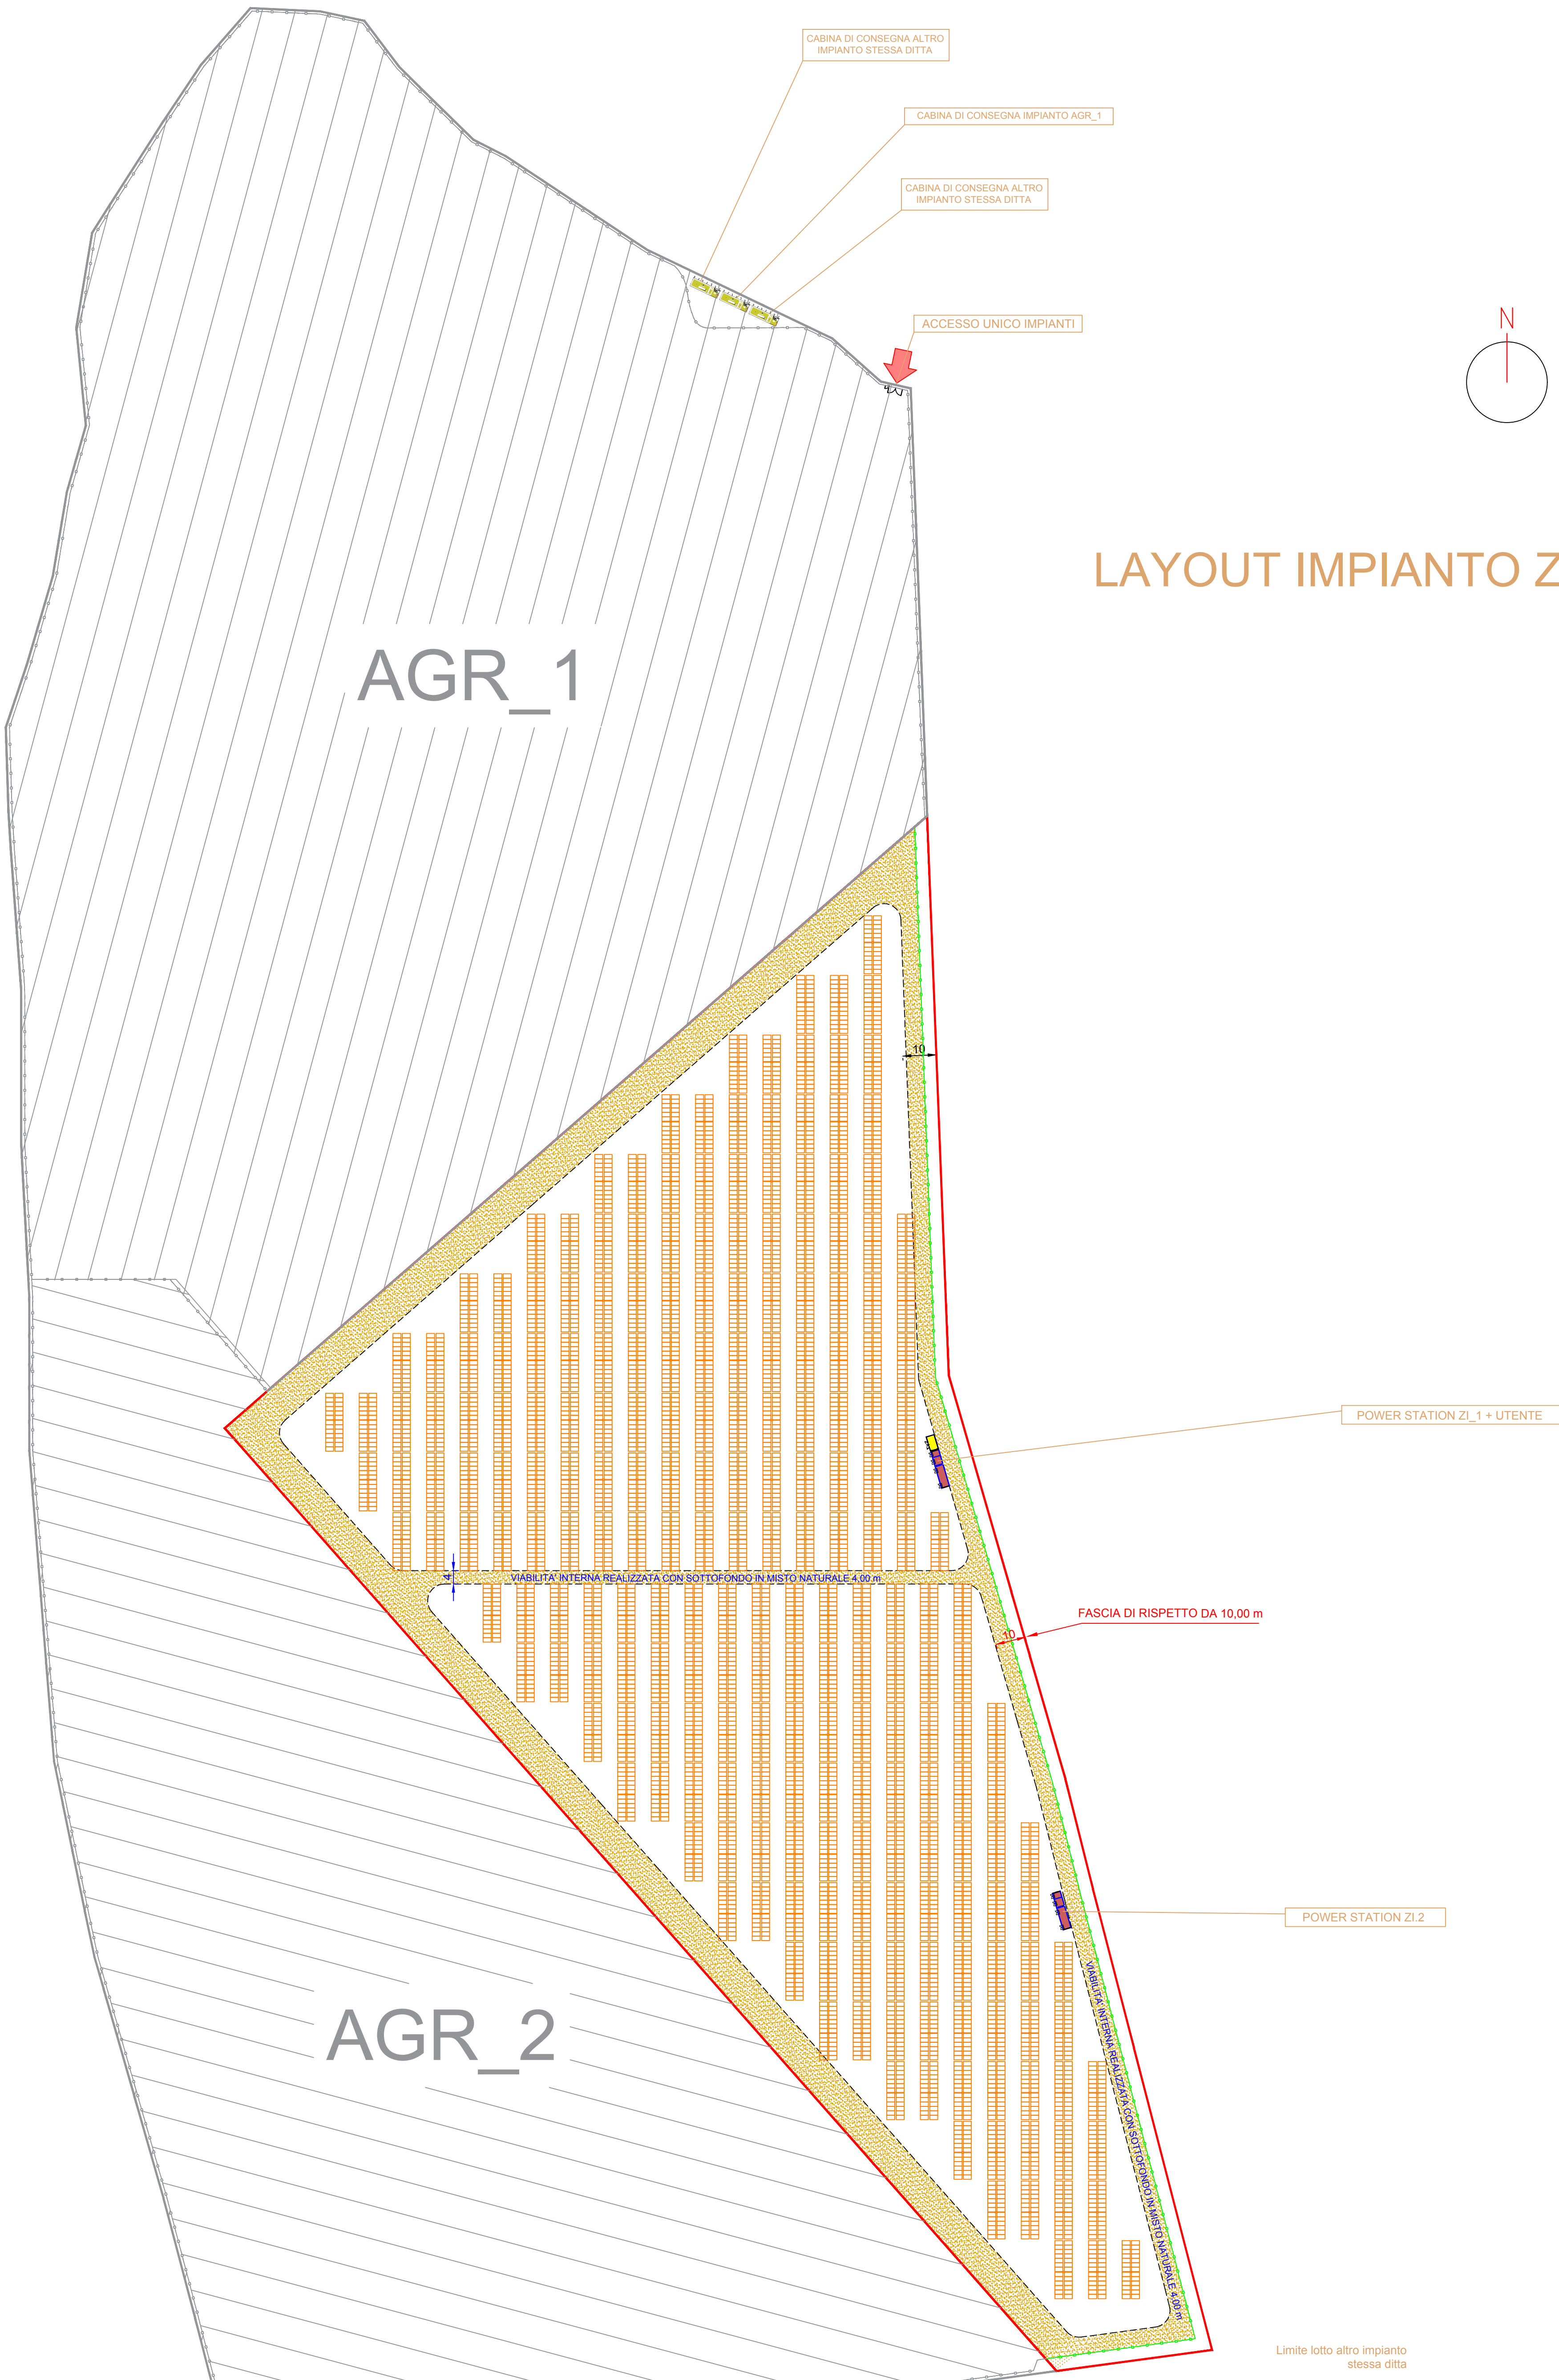 CABINA DI CONSEGNA ALTRO
IMPIANTO STESSA DITTA
CABINA DI CONSEGNA IMPIANTO AGR_1
CABINA DI CONSEGNA ALTRO
IMPIANTO STESSA DITTA
ACCESSO UNICO IMPIANTI
N
LAYOUT IMPIANTO Z
AGR_1
10
POWER STATION ZI_1 + UTENTE
4
VIABILITA' INTERNA REALIZZATA CON SOTTOFONDO IN MISTO NATURALE 4,00 m
FASCIA DI RISPETTO DA 10,00 m
10
POWER STATION ZI.2
VIABILITA' INTERNA REALIZZATA CON SOTTOFONDO IN MISTO NATURALE 4,00 m
AGR_2
Limite lotto altro impianto
stessa ditta